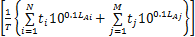 [1/T {∑_{i=1}^{N} t_i 10^{0.1L_{Ai}} + ∑_{j=1}^{M} t_j 10^{0.1L_{Aj}}}]